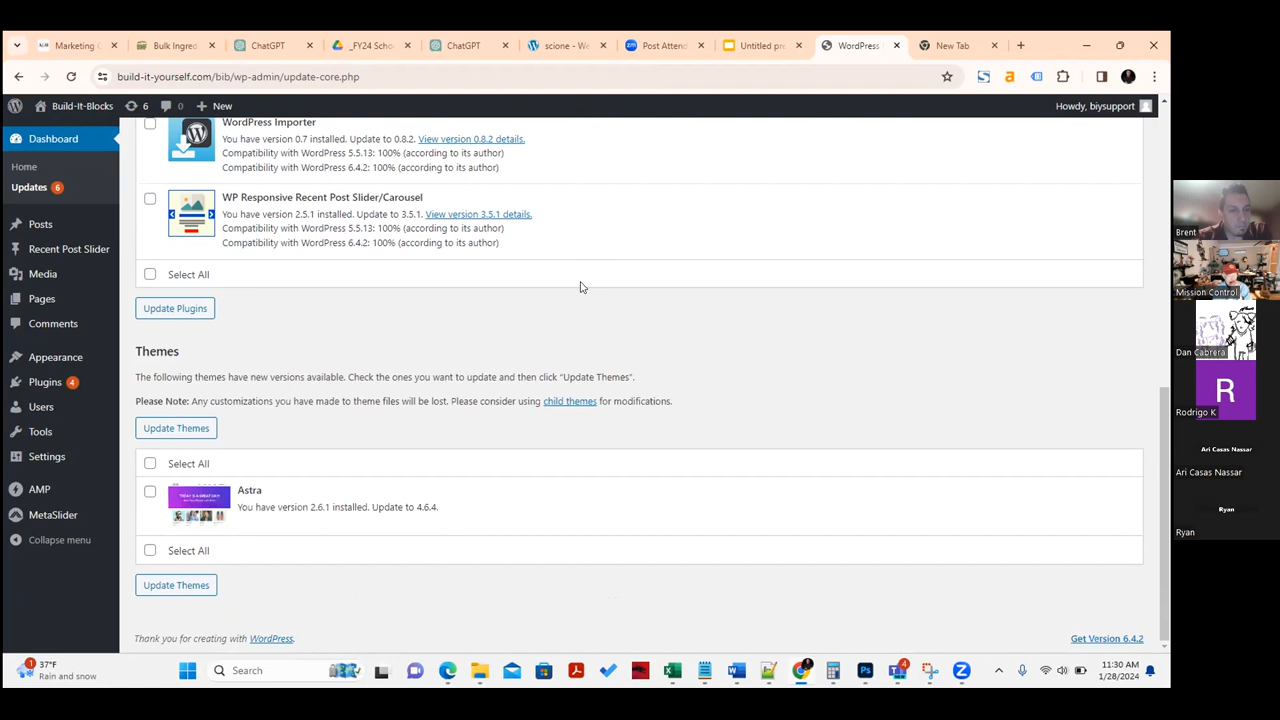 Marketing C
Bulk Ingred
ChatGPT
_FY24 Schoo
ChatGPT
scione - We
Post Attend
Untitled pre
WordPress
New Tab
build-it-yourself.com/bib/wp-admin/update-core.php
Build-It-Blocks
6
0
New
Howdy, biysupport
Dashboard
Home
Updates 6
Posts
Recent Post Slider
Media
Pages
Comments
Appearance
Plugins 4
Users
Tools
Settings
AMP
MetaSlider
Collapse menu
WordPress Importer
You have version 0.7 installed. Update to 0.8.2. View version 0.8.2 details.
Compatibility with WordPress 5.5.13: 100% (according to its author)
Compatibility with WordPress 6.4.2: 100% (according to its author)
WP Responsive Recent Post Slider/Carousel
You have version 2.5.1 installed. Update to 3.5.1. View version 3.5.1 details.
Compatibility with WordPress 5.5.13: 100% (according to its author)
Compatibility with WordPress 6.4.2: 100% (according to its author)
Select All
Update Plugins
Themes
The following themes have new versions available. Check the ones you want to update and then click “Update Themes”.
Please Note: Any customizations you have made to theme files will be lost. Please consider using child themes for modifications.
Update Themes
Select All
Astra
You have version 2.6.1 installed. Update to 4.6.4.
Select All
Update Themes
Thank you for creating with WordPress.
Get Version 6.4.2
Brent
Mission Control
Dan Cabrera
R
Rodrigo K
Ari Casas Nassar
Ari Casas Nassar
Ryan
Ryan
1
37°F
Rain and snow
Search
4
11:30 AM
1/28/2024